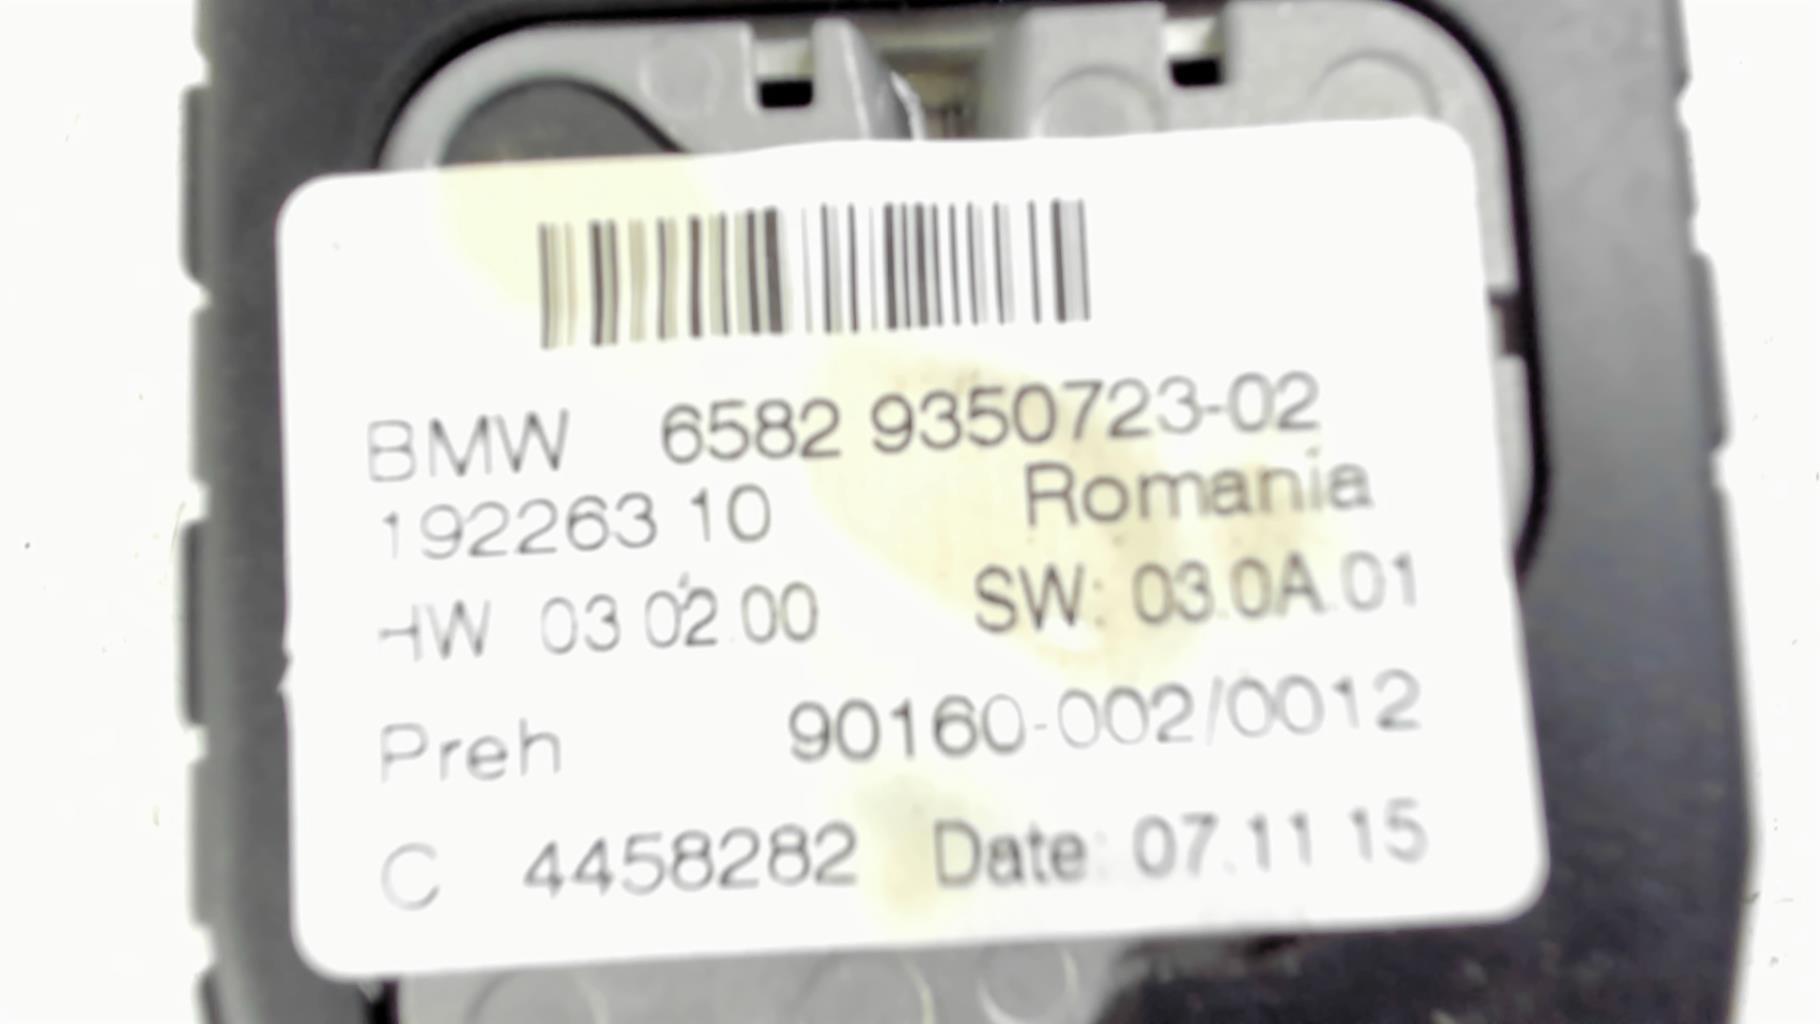 BMW 6582 9350723-02
192263 10 Romania
HW 03 02.00 SW: 03.0A.01
Preh 90160-002/0012
C 4458282 Date: 07.11 15